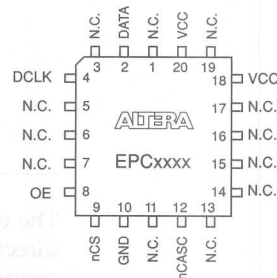 N.C. DATA N.C. VCC N.C.
3 2 1 20 19
DCLK 4 18 VCC
N.C. 5 17 N.C.
N.C. 6 16 N.C.
N.C. 7 15 N.C.
OE 8 14 N.C.
ALTERA
EPCxxxx
9 10 11 12 13
nCS GND N.C. nCASC N.C.
The c